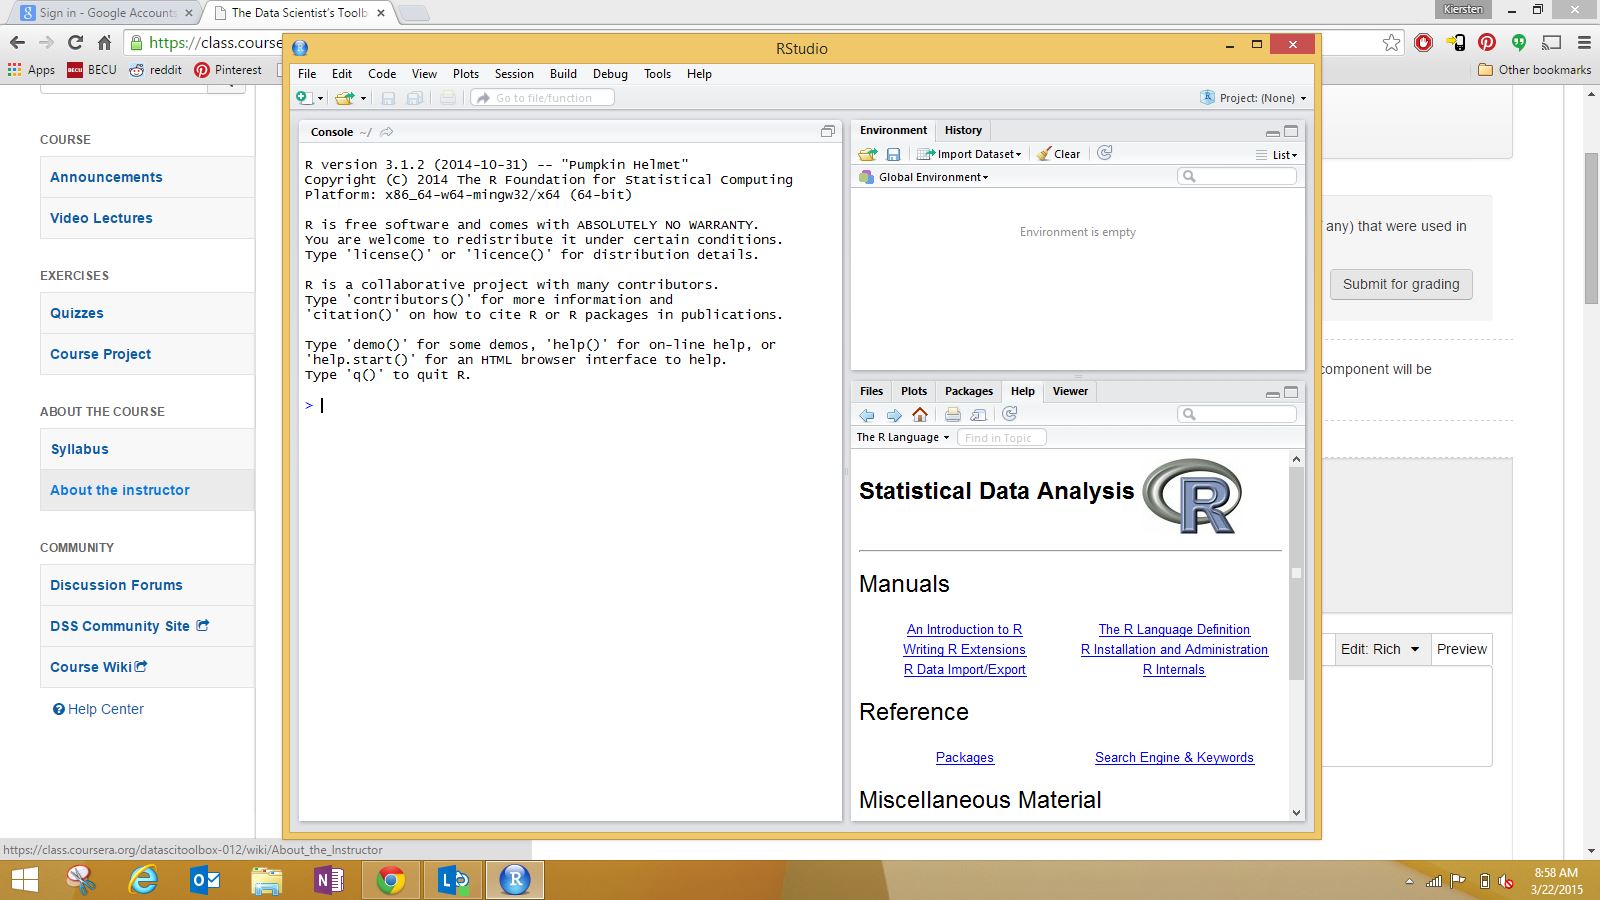 Sign in - Google Accounts
The Data Scientist's Toolb
Kiersten
https://class.course
Apps
BECU
BECU
reddit
Pinterest
Other bookmarks
RStudio
File Edit Code View Plots Session Build Debug Tools Help
Go to file/function
Project: (None)
Console ~/
R version 3.1.2 (2014-10-31) -- "Pumpkin Helmet"
Copyright (C) 2014 The R Foundation for Statistical Computing
Platform: x86_64-w64-mingw32/x64 (64-bit)
R is free software and comes with ABSOLUTELY NO WARRANTY.
You are welcome to redistribute it under certain conditions.
Type 'license()' or 'licence()' for distribution details.
R is a collaborative project with many contributors.
Type 'contributors()' for more information and
'citation()' on how to cite R or R packages in publications.
Type 'demo()' for some demos, 'help()' for on-line help, or
'help.start()' for an HTML browser interface to help.
Type 'q()' to quit R.
>
Environment History
Import Dataset Clear List
Global Environment
Environment is empty
Files Plots Packages Help Viewer
The R Language Find in Topic
Statistical Data Analysis R
Manuals
An Introduction to R The R Language Definition
Writing R Extensions R Installation and Administration
R Data Import/Export R Internals
Reference
Packages Search Engine & Keywords
Miscellaneous Material
COURSE
Announcements
Video Lectures
EXERCISES
Quizzes
Course Project
ABOUT THE COURSE
Syllabus
About the instructor
COMMUNITY
Discussion Forums
DSS Community Site
Course Wiki
Help Center
any) that were used in
Submit for grading
component will be
Edit: Rich Preview
https://class.coursera.org/datascitoolbox-012/wiki/About_the_Instructor
8:58 AM
3/22/2015